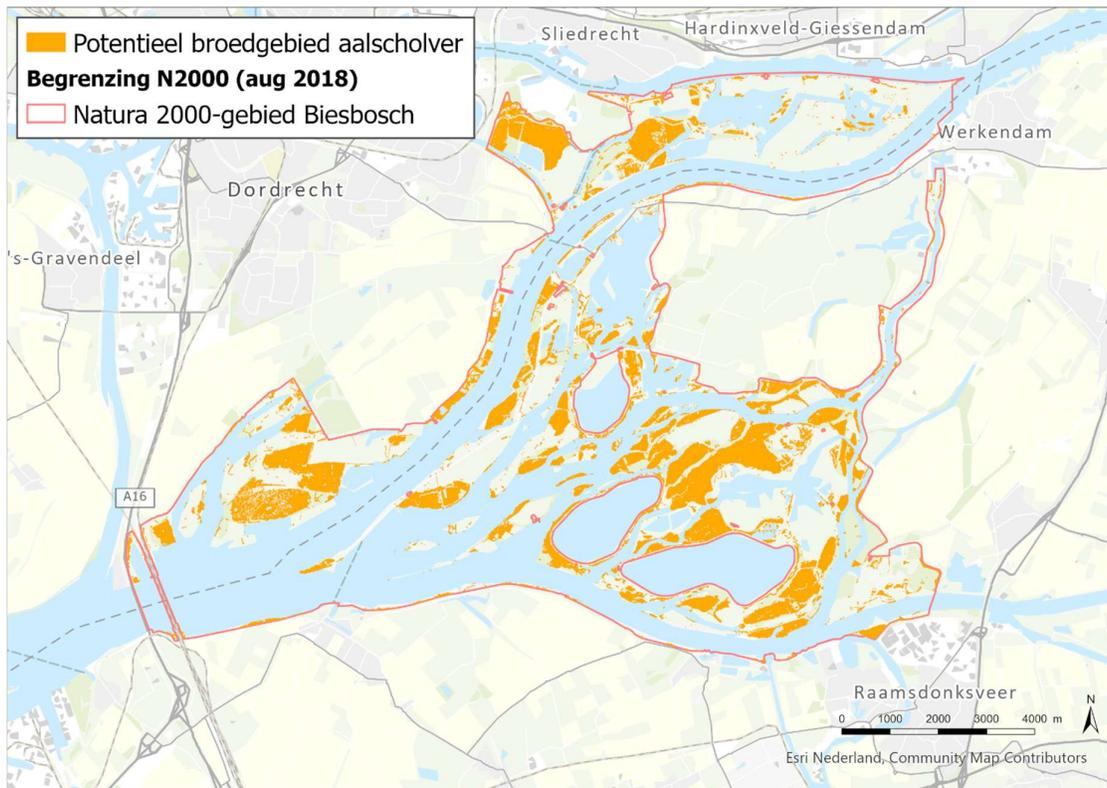 Potentieel broedgebied aalscholver
Begrenzing N2000 (aug 2018)
Natura 2000-gebied Biesbosch
Sliedrecht
Hardinxveld-Giessendam
Werkendam
Dordrecht
's-Gravendeel
A16
Raamsdonksveer
N
0 1000 2000 3000 4000 m
Esri Nederland, Community Map Contributors